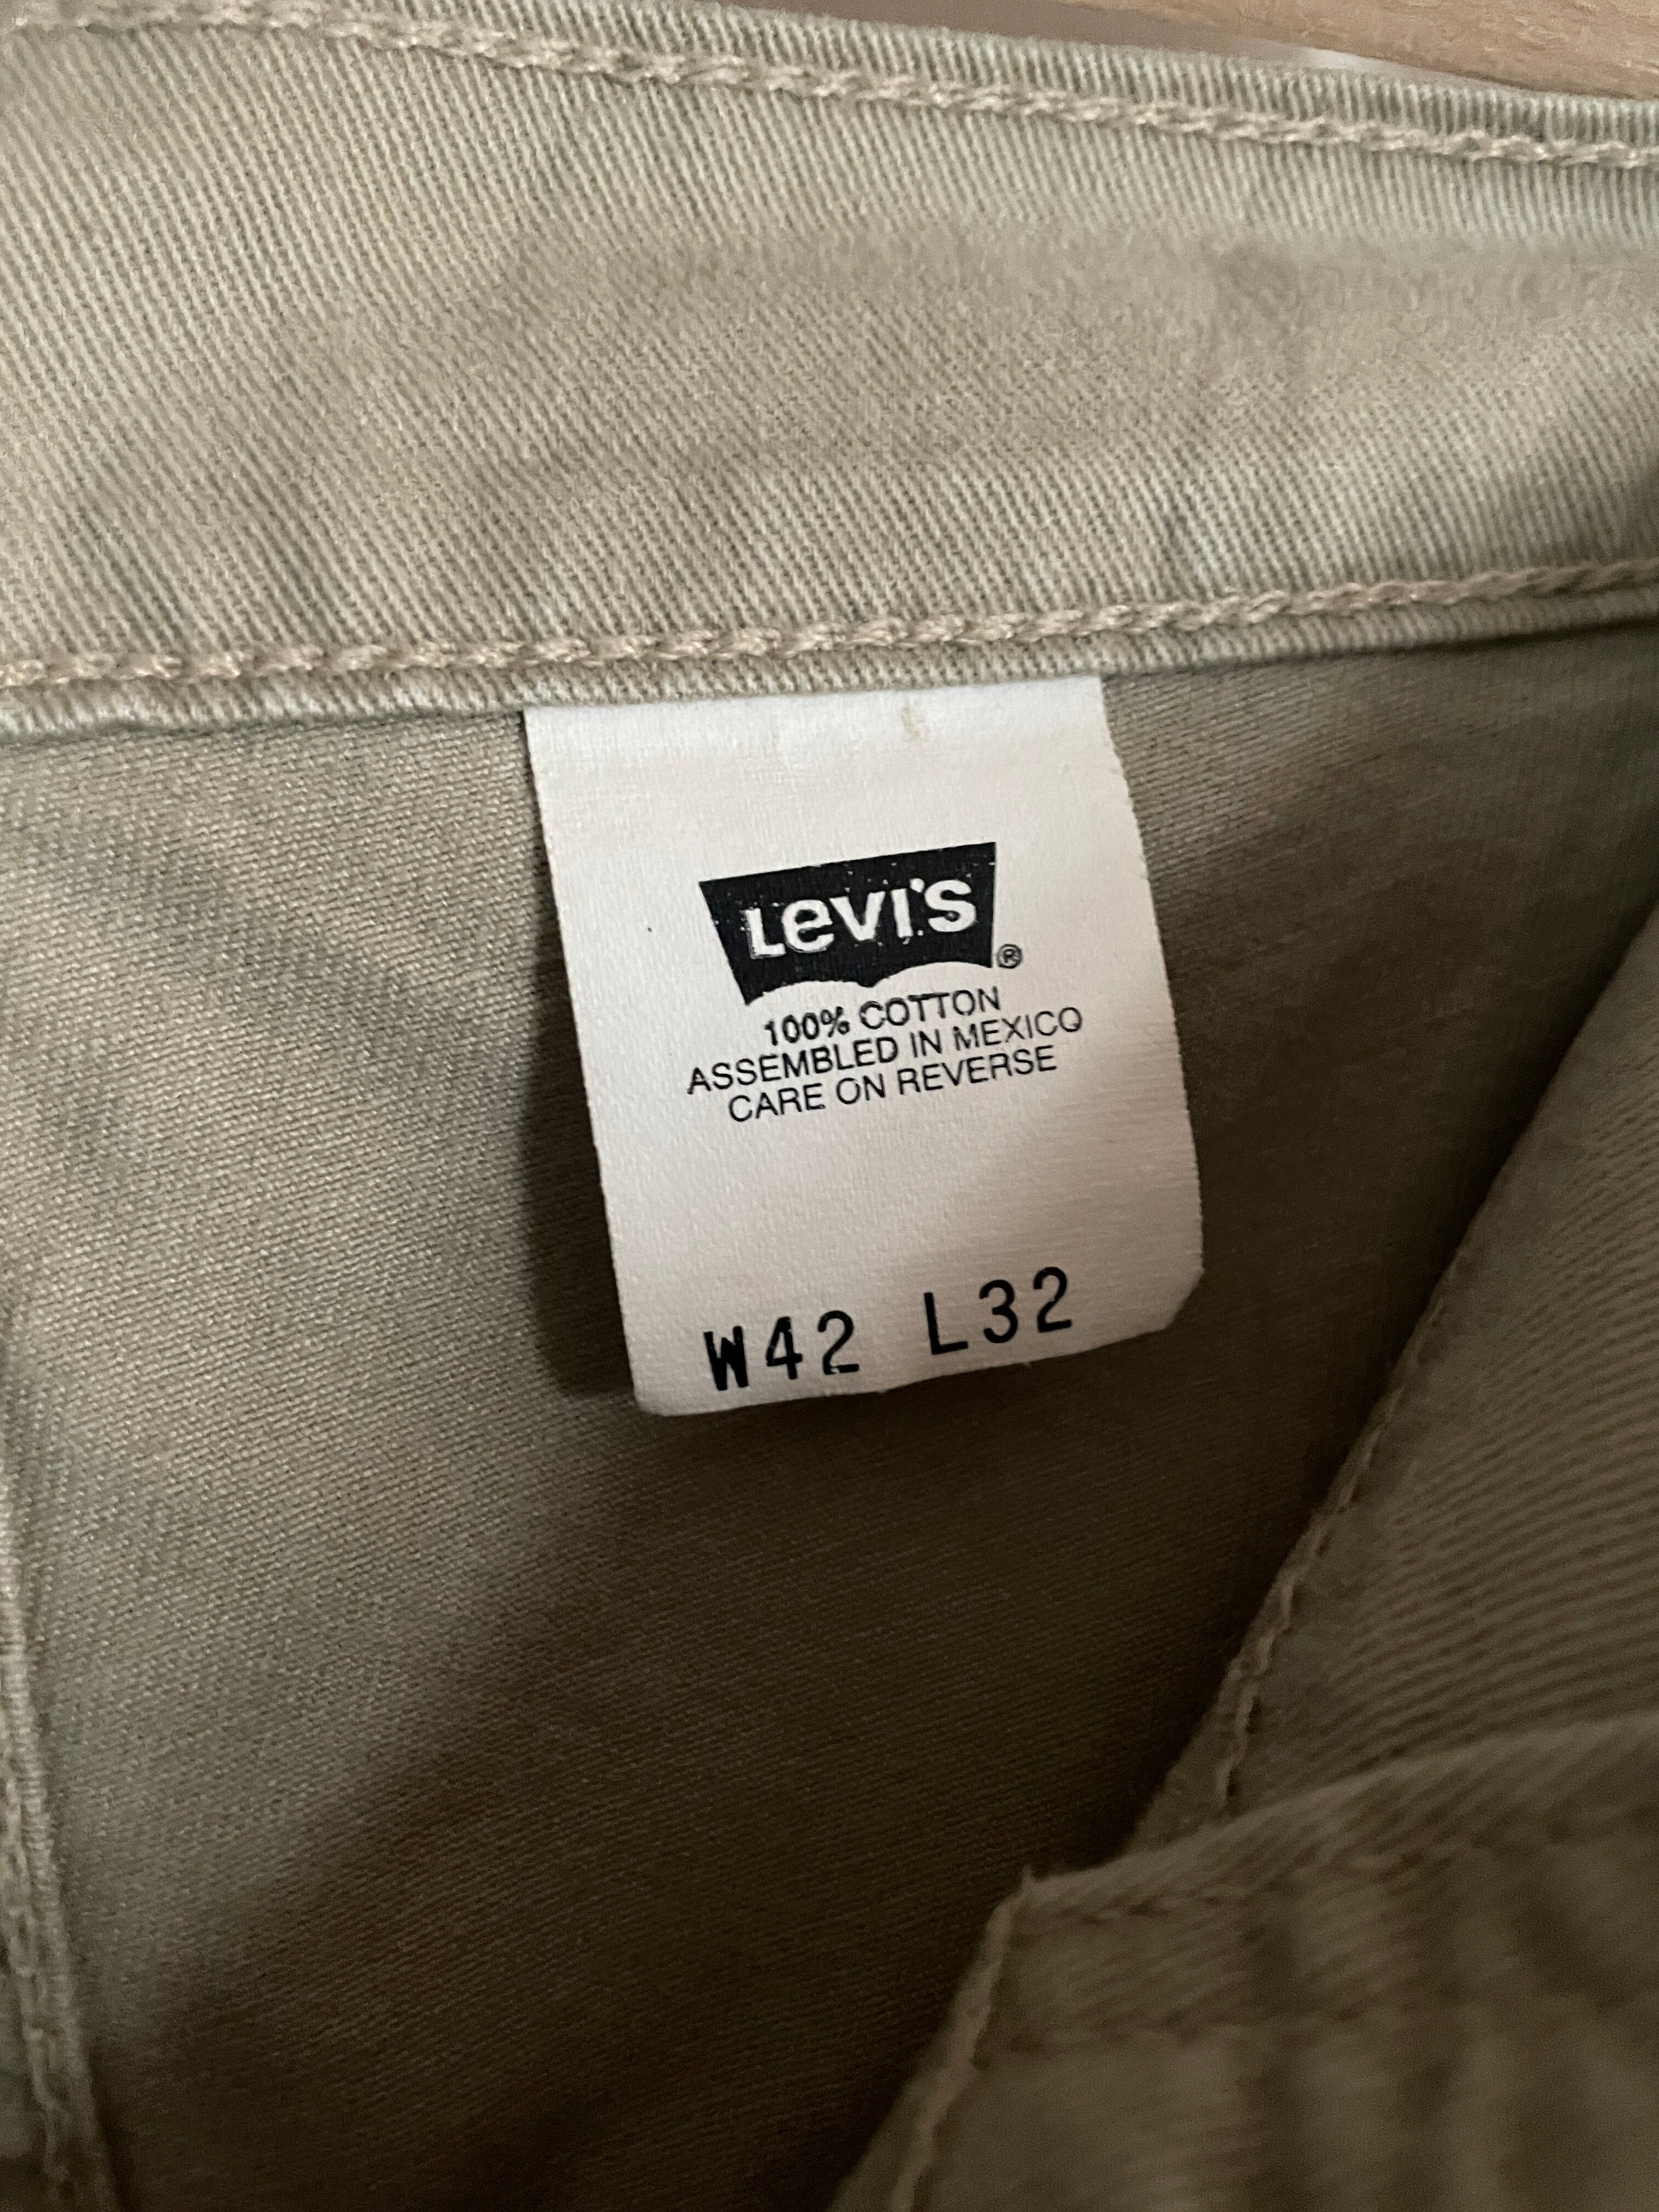 Levi's ®
100% COTTON
ASSEMBLED IN MEXICO
CARE ON REVERSE
W42 L32